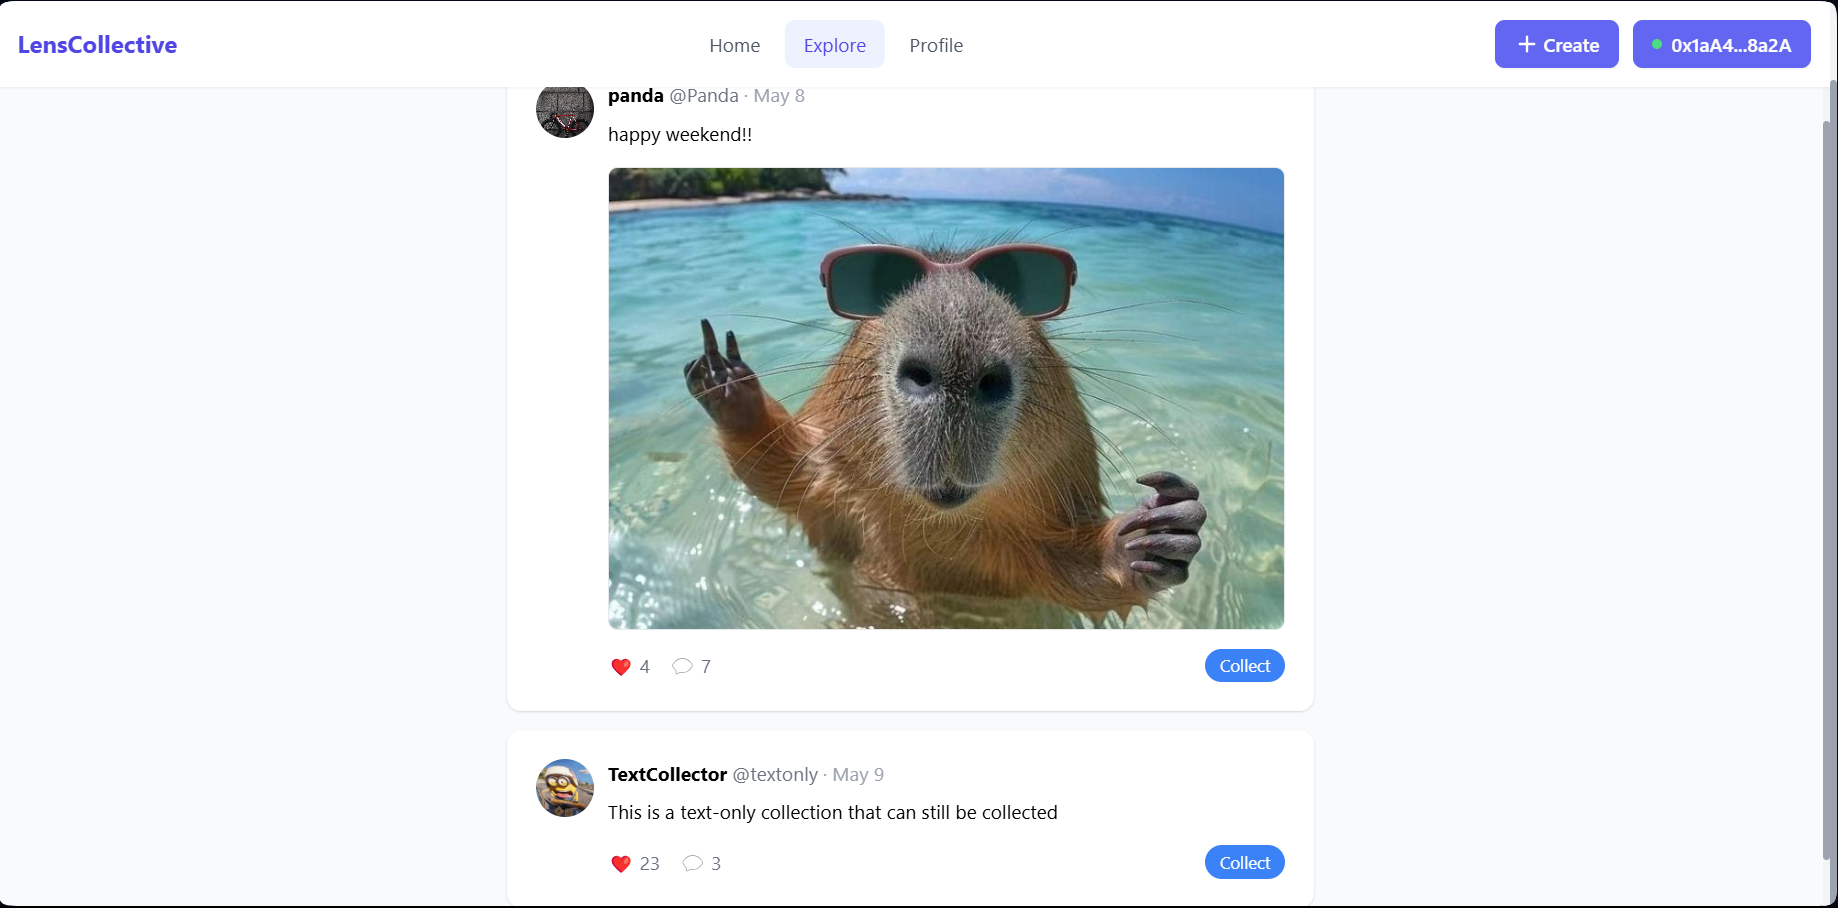 LensCollective
Home
Explore
Profile
+ Create
0x1aA4...8a2A
panda @Panda · May 8
happy weekend!!
4
7
Collect
TextCollector @textonly · May 9
This is a text-only collection that can still be collected
23
3
Collect